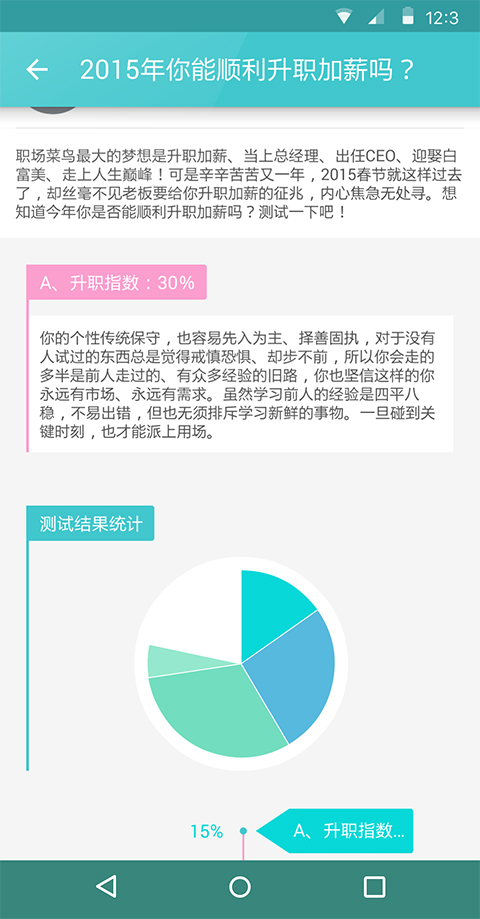 12:3
2015年你能顺利升职加薪吗？
职场菜鸟最大的梦想是升职加薪、当上总经理、出任CEO、迎娶白
富美、走上人生巅峰！可是辛辛苦苦又一年，2015春节就这样过去
了，却丝毫不见老板要给你升职加薪的征兆，内心焦急无处寻。想
知道今年你是否能顺利升职加薪吗？测试一下吧！
A、升职指数：30%
你的个性传统保守，也容易先入为主、择善固执，对于没有
人试过的东西总是觉得戒慎恐惧、却步不前，所以你会走的
多半是前人走过的、有众多经验的旧路，你也坚信这样的你
永远有市场、永远有需求。虽然学习前人的经验是四平八
稳，不易出错，但也无须排斥学习新鲜的事物。一旦碰到关
键时刻，也才能派上用场。
测试结果统计
15%
A、升职指数...